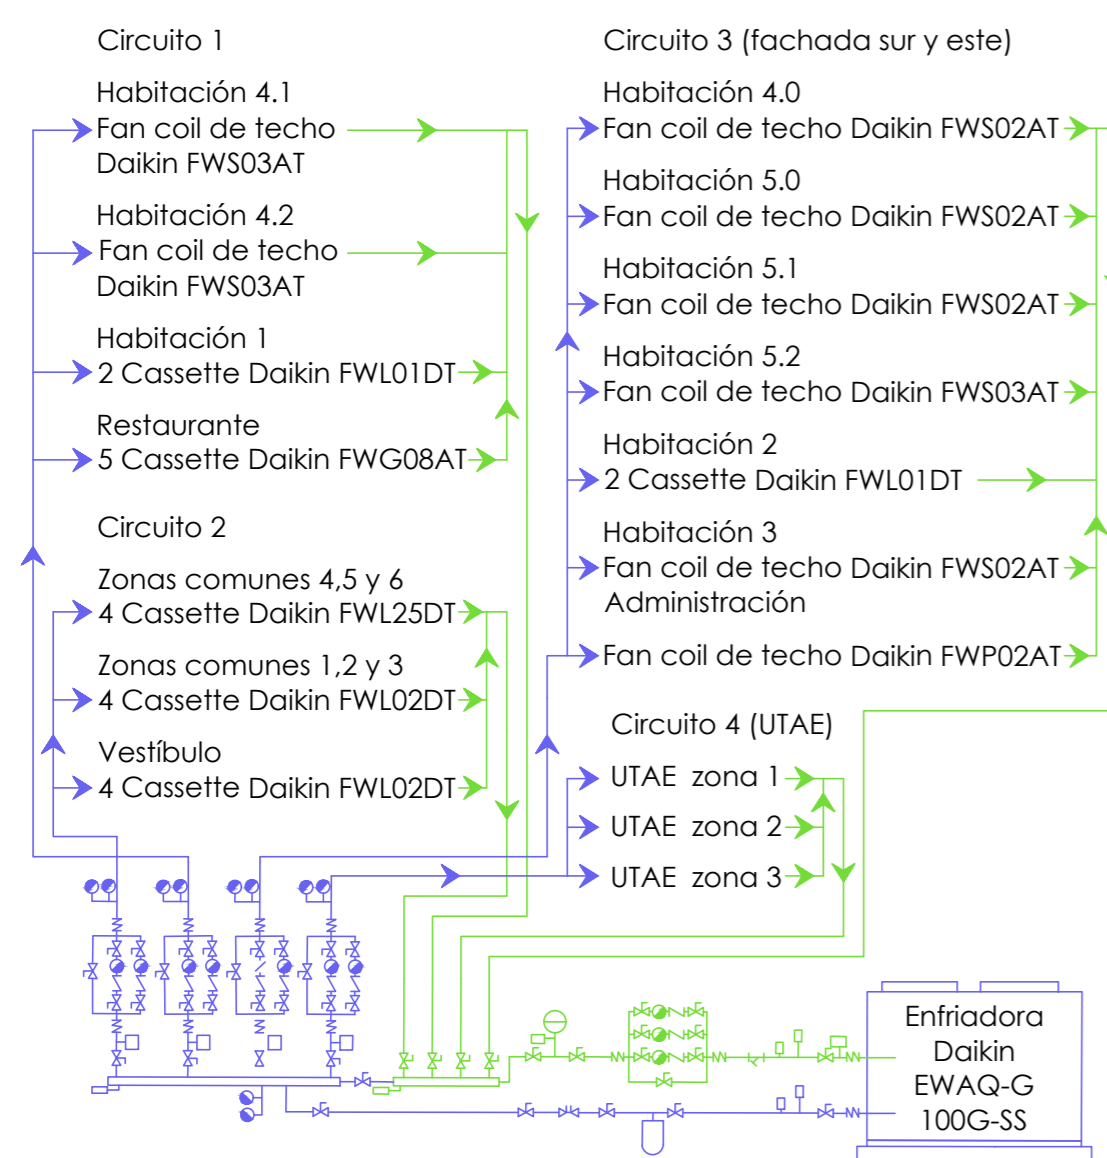 Circuito 1
Habitación 4.1
Fan coil de techo
Daikin FWS03AT
Habitación 4.2
Fan coil de techo
Daikin FWS03AT
Habitación 1
2 Cassette Daikin FWL01DT
Restaurante
5 Cassette Daikin FWG08AT
Circuito 2
Zonas comunes 4,5 y 6
4 Cassette Daikin FWL25DT
Zonas comunes 1,2 y 3
4 Cassette Daikin FWL02DT
Vestíbulo
4 Cassette Daikin FWL02DT
Circuito 3 (fachada sur y este)
Habitación 4.0
Fan coil de techo Daikin FWS02AT
Habitación 5.0
Fan coil de techo Daikin FWS02AT
Habitación 5.1
Fan coil de techo Daikin FWS02AT
Habitación 5.2
Fan coil de techo Daikin FWS03AT
Habitación 2
2 Cassette Daikin FWL01DT
Habitación 3
Fan coil de techo Daikin FWS02AT
Administración
Fan coil de techo Daikin FWP02AT
Circuito 4 (UTAE)
UTAE zona 1
UTAE zona 2
UTAE zona 3
Enfriadora
Daikin
EWAQ-G
100G-SS